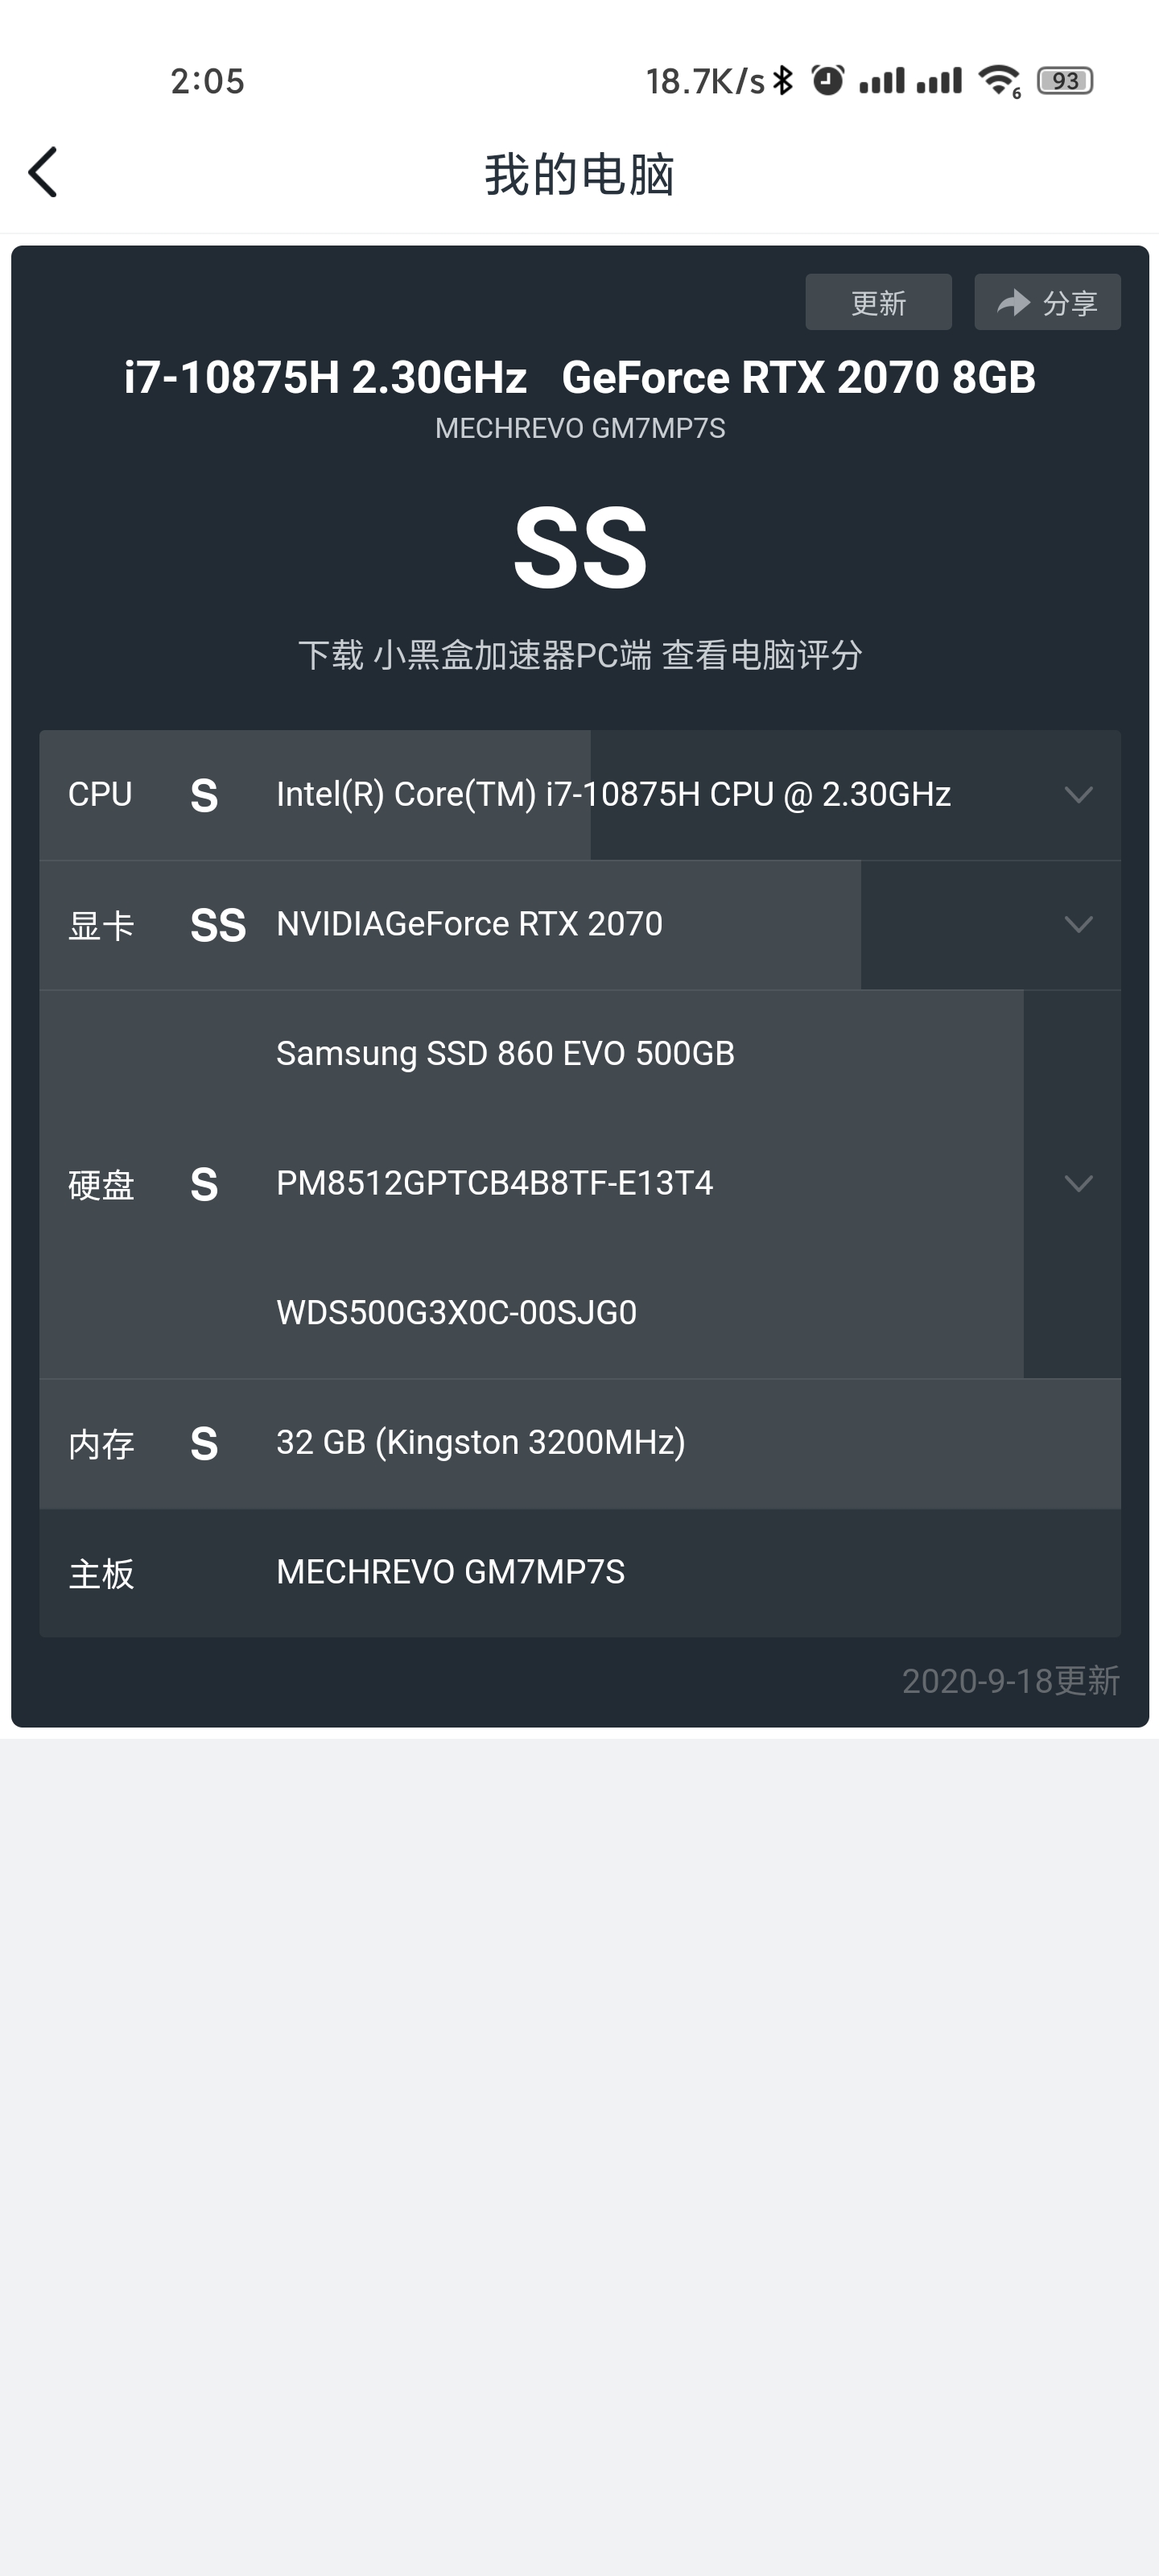 2:05 18.7K/s 6 93
我的电脑
更新 分享
i7-10875H 2.30GHz GeForce RTX 2070 8GB
MECHREVO GM7MP7S
SS
下载 小黑盒加速器PC端 查看电脑评分
CPU S Intel(R) Core(TM) i7-10875H CPU @ 2.30GHz
显卡 SS NVIDIAGeForce RTX 2070
Samsung SSD 860 EVO 500GB
硬盘 S PM8512GPTCB4B8TF-E13T4
WDS500G3X0C-00SJG0
内存 S 32 GB (Kingston 3200MHz)
主板 MECHREVO GM7MP7S
2020-9-18更新